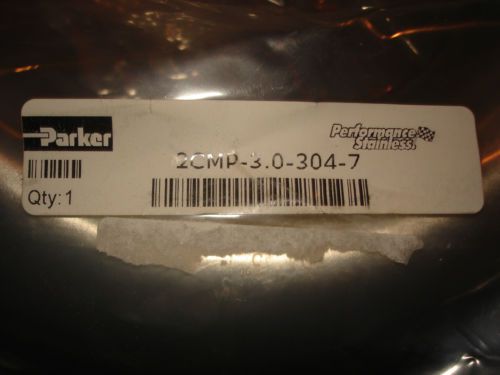 Parker
Performance
Stainless.
2CMP-3.0-304-7
Qty:1